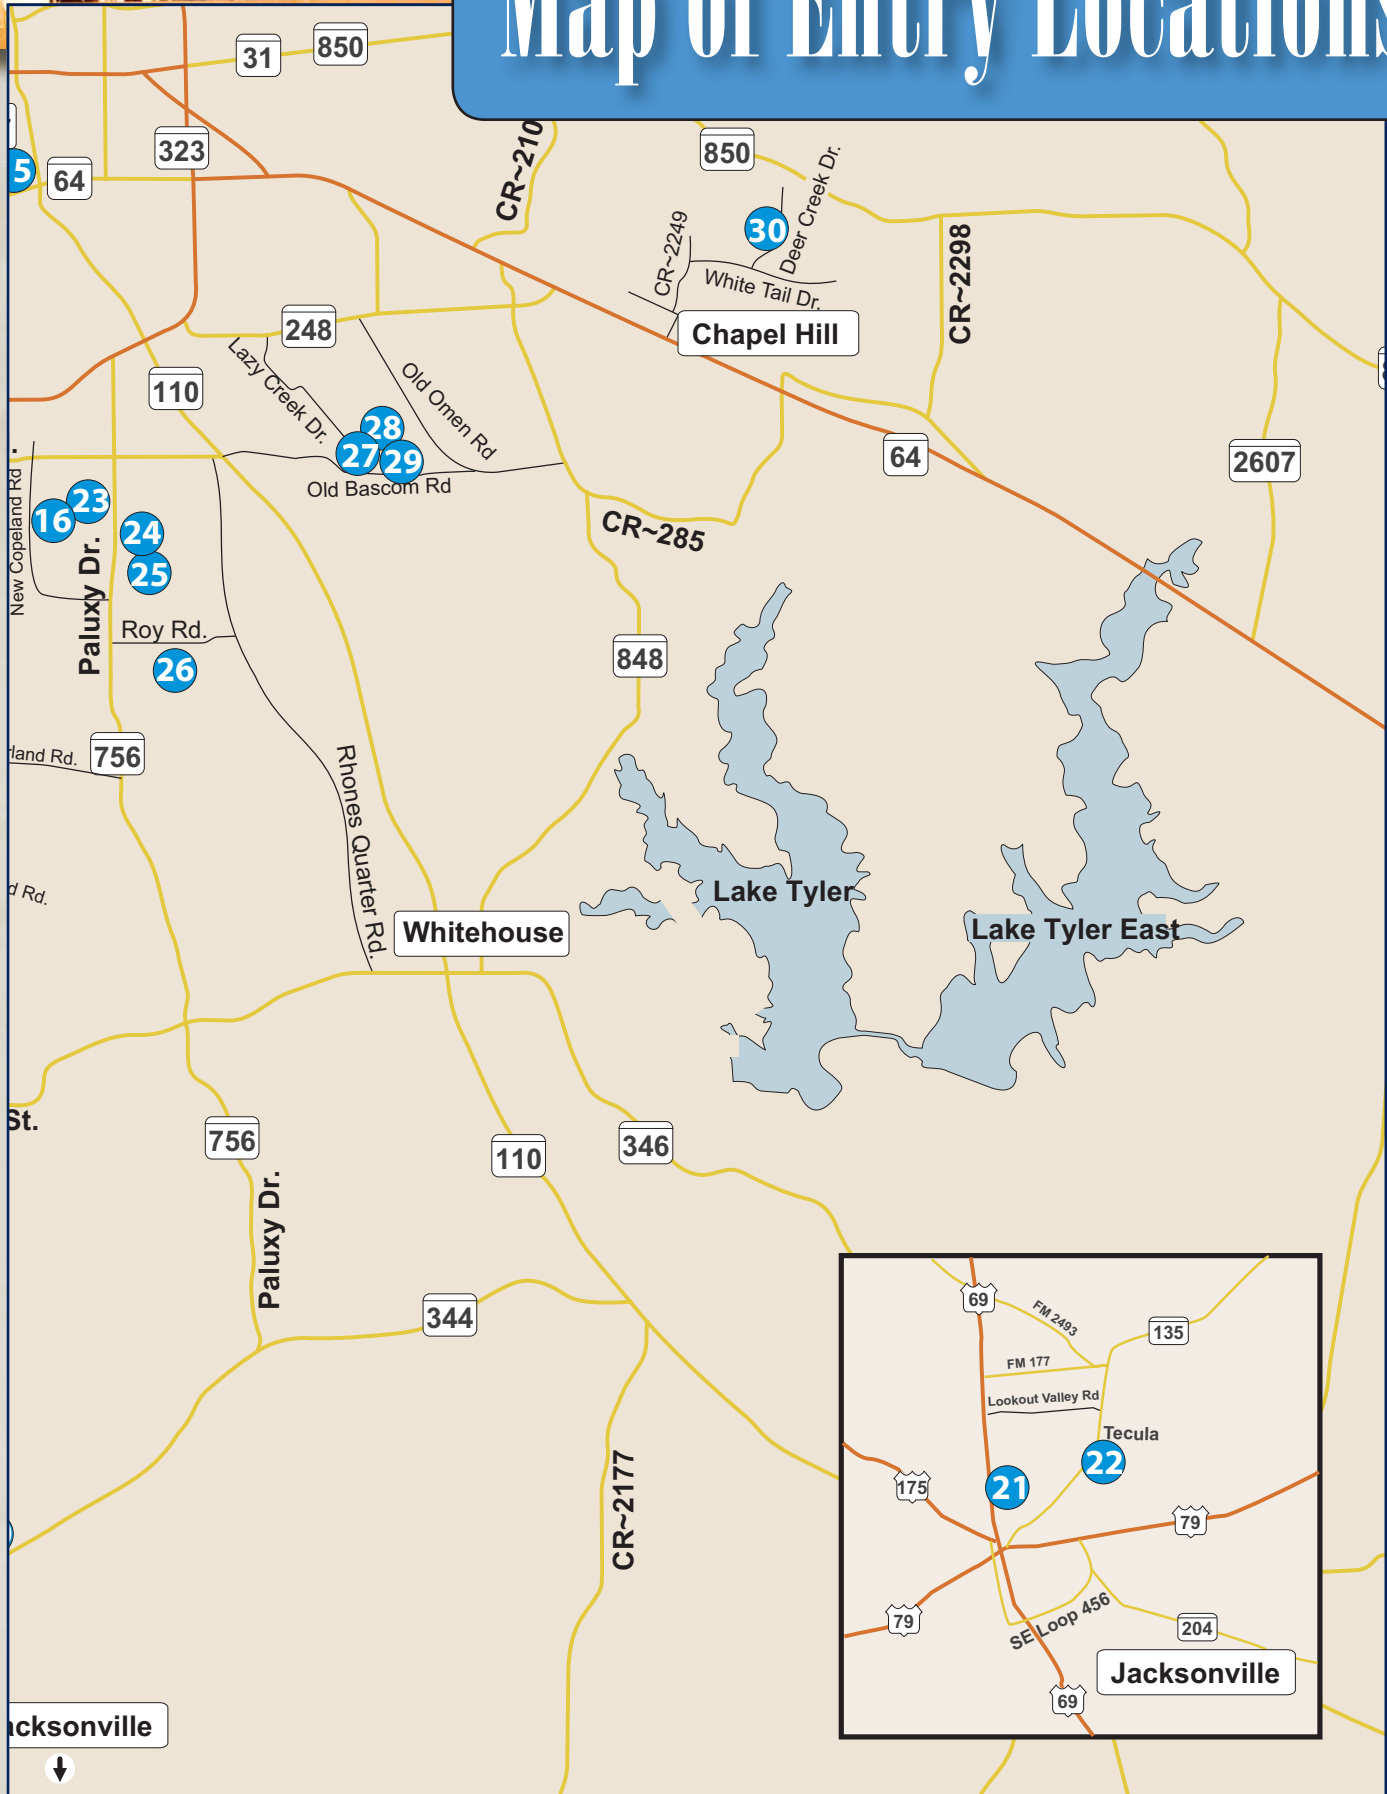 Map of Entry Locations
31
850
323
64
5
CR~210
850
Deer Creek Dr.
30
CR~2249
White Tail Dr.
CR~2298
Chapel Hill
248
Lazy Creek Dr.
Old Omen Rd
110
28
27
29
Old Bascom Rd
64
2607
New Copeland Rd
23
16
24
25
Paluxy Dr.
CR~285
Roy Rd.
26
848
756
rland Rd.
Rhones Quarter Rd.
d Rd.
Lake Tyler
Whitehouse
Lake Tyler East
St.
756
110
346
Paluxy Dr.
344
CR~2177
69
FM 2493
135
FM 177
Lookout Valley Rd
Tecula
22
21
175
79
79
SE Loop 456
204
Jacksonville
69
acksonville